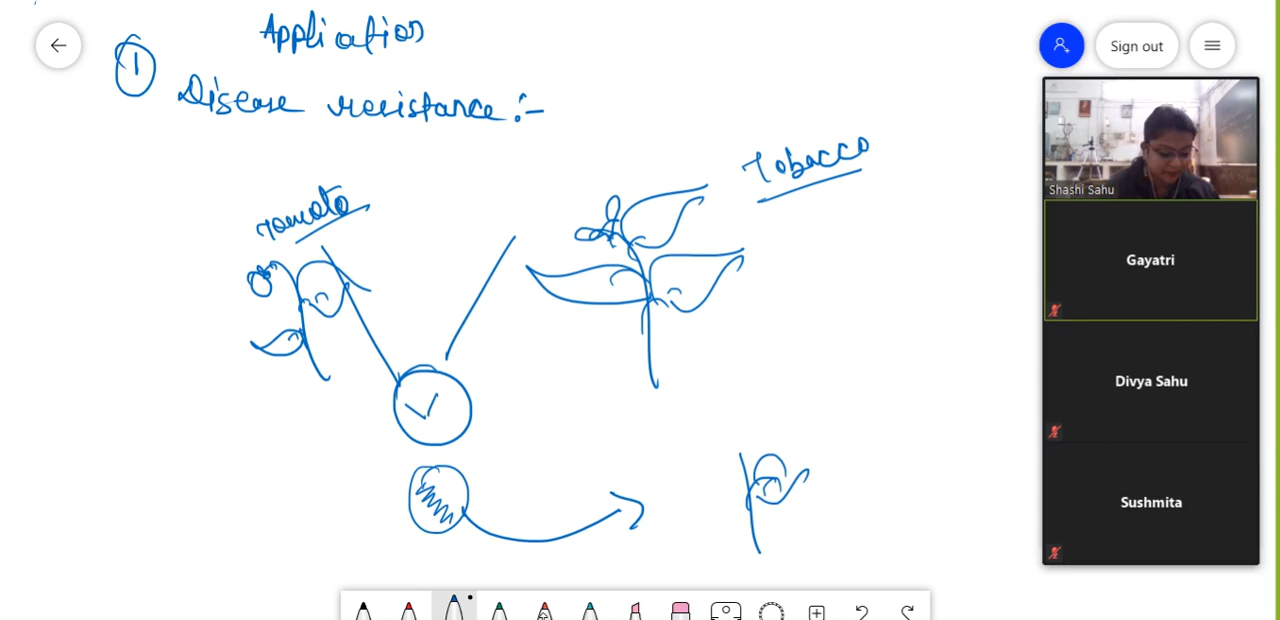 Application
① Disease resistance :-
Tobacco
Tomato
Sign out
Shashi Sahu
Gayatri
Divya Sahu
Sushmita